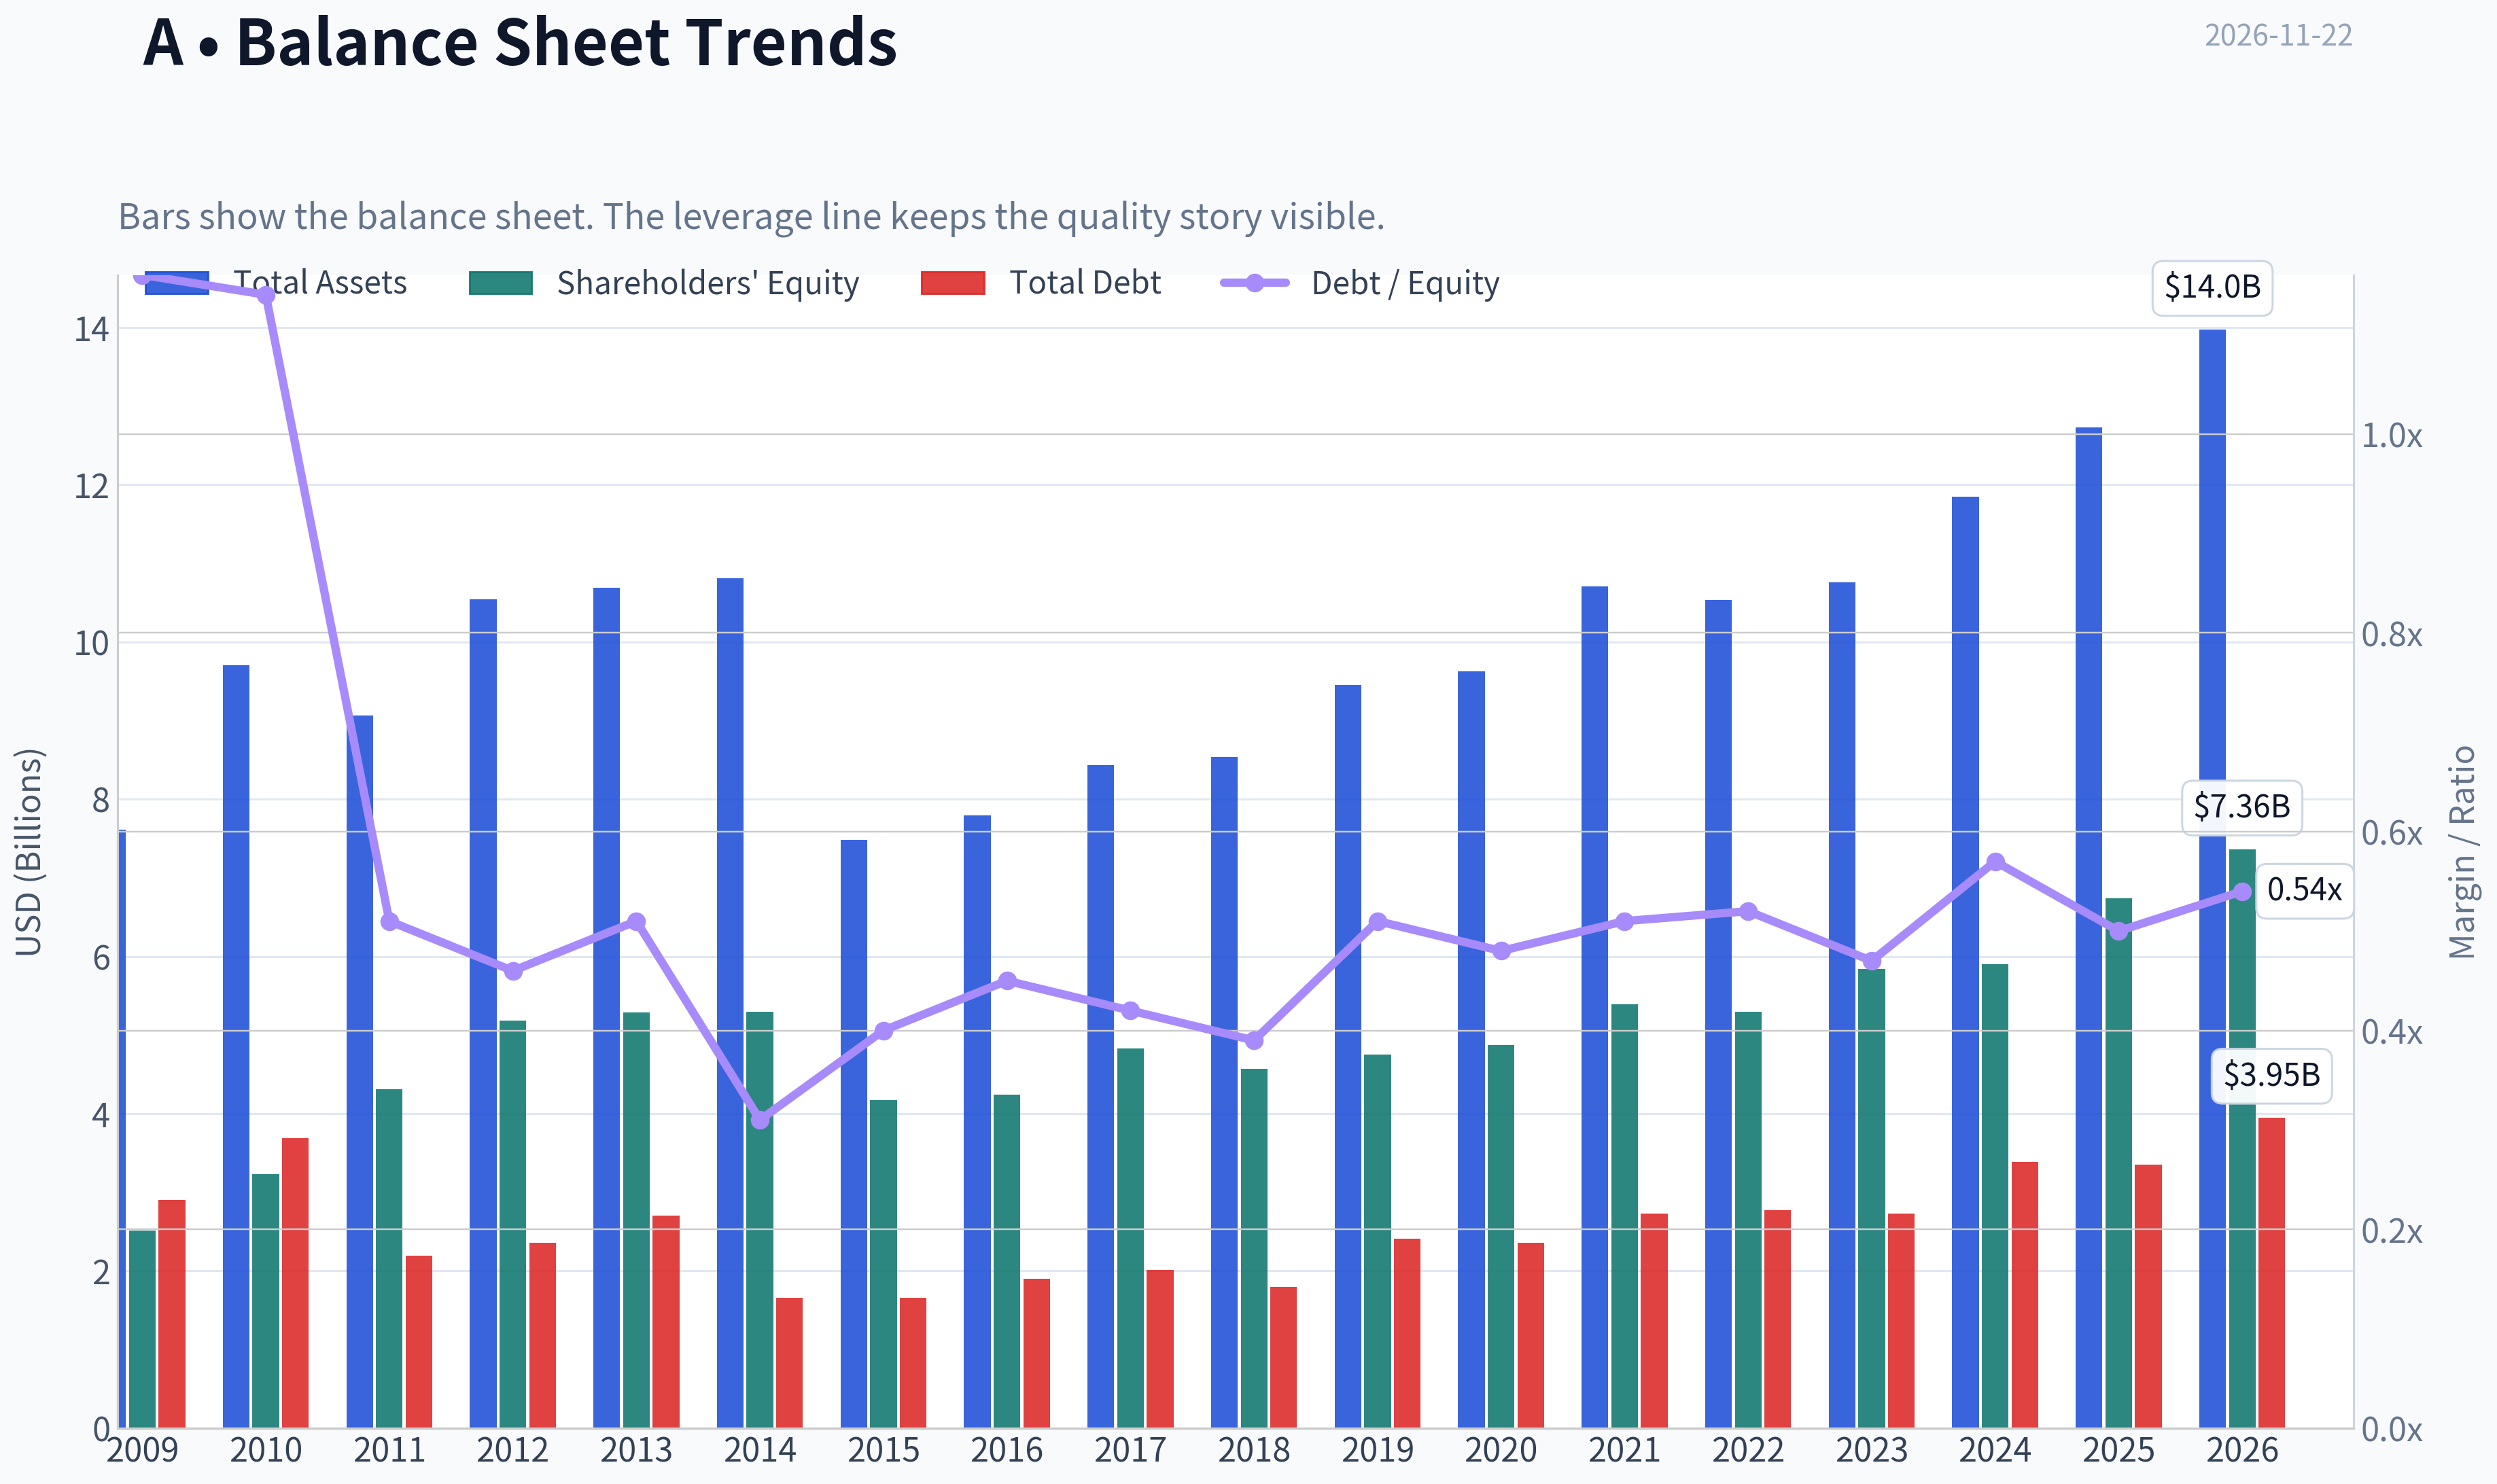 A • Balance Sheet Trends
2026-11-22
Bars show the balance sheet. The leverage line keeps the quality story visible.
Total Assets
Shareholders' Equity
Total Debt
Debt / Equity
$14.0B
14
1.0x
12
0.8x
10
USD (Billions)
Margin / Ratio
8
$7.36B
0.6x
0.54x
6
0.4x
$3.95B
4
0.2x
2
0
0.0x
2009 2010 2011 2012 2013 2014 2015 2016 2017 2018 2019 2020 2021 2022 2023 2024 2025 2026